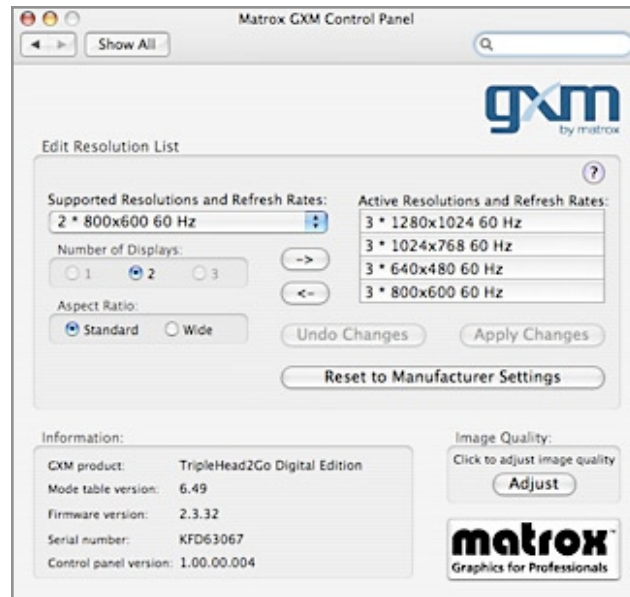 Matrox GXM Control Panel
Show All
gxm
by matrox
Edit Resolution List
?
Supported Resolutions and Refresh Rates:
2 * 800x600 60 Hz
Number of Displays:
1 2 3
Aspect Ratio:
Standard Wide
->
<-
Active Resolutions and Refresh Rates:
3 * 1280x1024 60 Hz
3 * 1024x768 60 Hz
3 * 640x480 60 Hz
3 * 800x600 60 Hz
Undo Changes
Apply Changes
Reset to Manufacturer Settings
Information:
GXM product: TripleHead2Go Digital Edition
Mode table version: 6.49
Firmware version: 2.3.32
Serial number: KFD63067
Control panel version: 1.00.00.004
Image Quality:
Click to adjust image quality
Adjust
matrox™
Graphics for Professionals